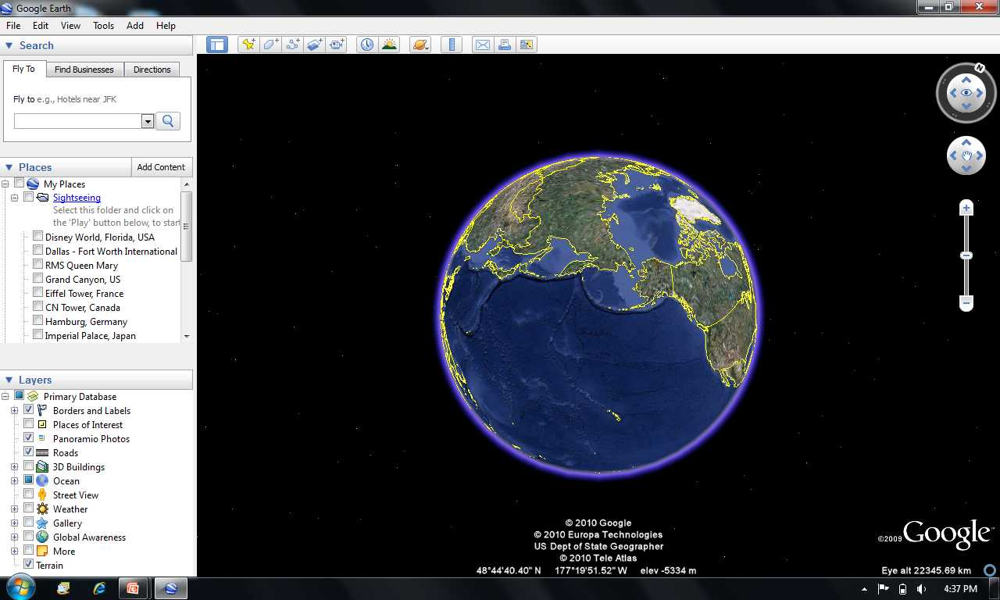 Google Earth
File Edit View Tools Add Help
Search
Fly To Find Businesses Directions
Fly to e.g., Hotels near JFK
Places Add Content
My Places
Sightseeing
Select this folder and click on
the 'Play' button below, to start
Disney World, Florida, USA
Dallas - Fort Worth International
RMS Queen Mary
Grand Canyon, US
Eiffel Tower, France
CN Tower, Canada
Hamburg, Germany
Imperial Palace, Japan
Layers
Primary Database
Borders and Labels
Places of Interest
Panoramio Photos
Roads
3D Buildings
Ocean
Street View
Weather
Gallery
Global Awareness
More
Terrain
N
© 2010 Google
© 2010 Europa Technologies
US Dept of State Geographer
© 2010 Tele Atlas
48°44'40.40" N 177°19'51.52" W elev -5334 m
©2009 Google™
Eye alt 22345.69 km
4:37 PM